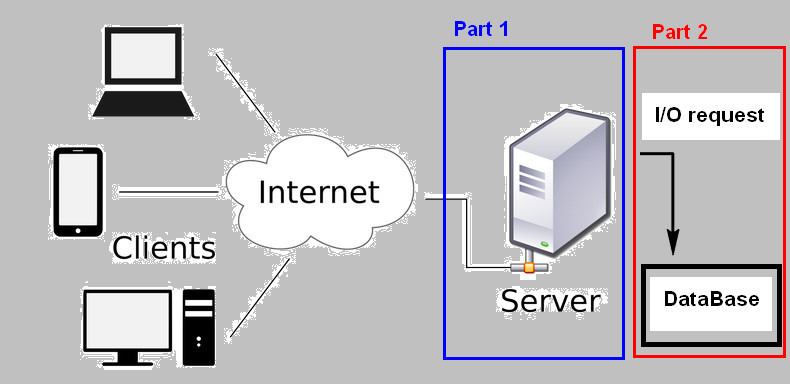 Part 1
Part 2
I/O request
Internet
Clients
Server
DataBase